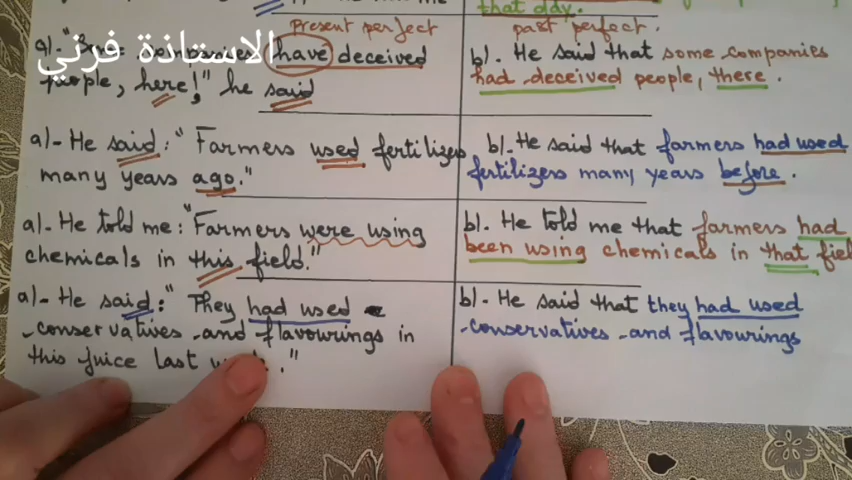 that day.
present perfect
past perfect.
الاستاذة فرني
a)- "Some companies have deceived
people, here!," he said
b)- He said that some companies
had deceived people, there.
a)- He said: "Farmers used fertilizers
many years ago."
b)- He said that farmers had used
fertilizers many years before.
a)- He told me: "Farmers were using
chemicals in this field."
b)- He told me that farmers had
been using chemicals in that
a)- He said: "They had used
conservatives and flavourings in
this juice last
b)- He said that they had used
conservatives and flavourings